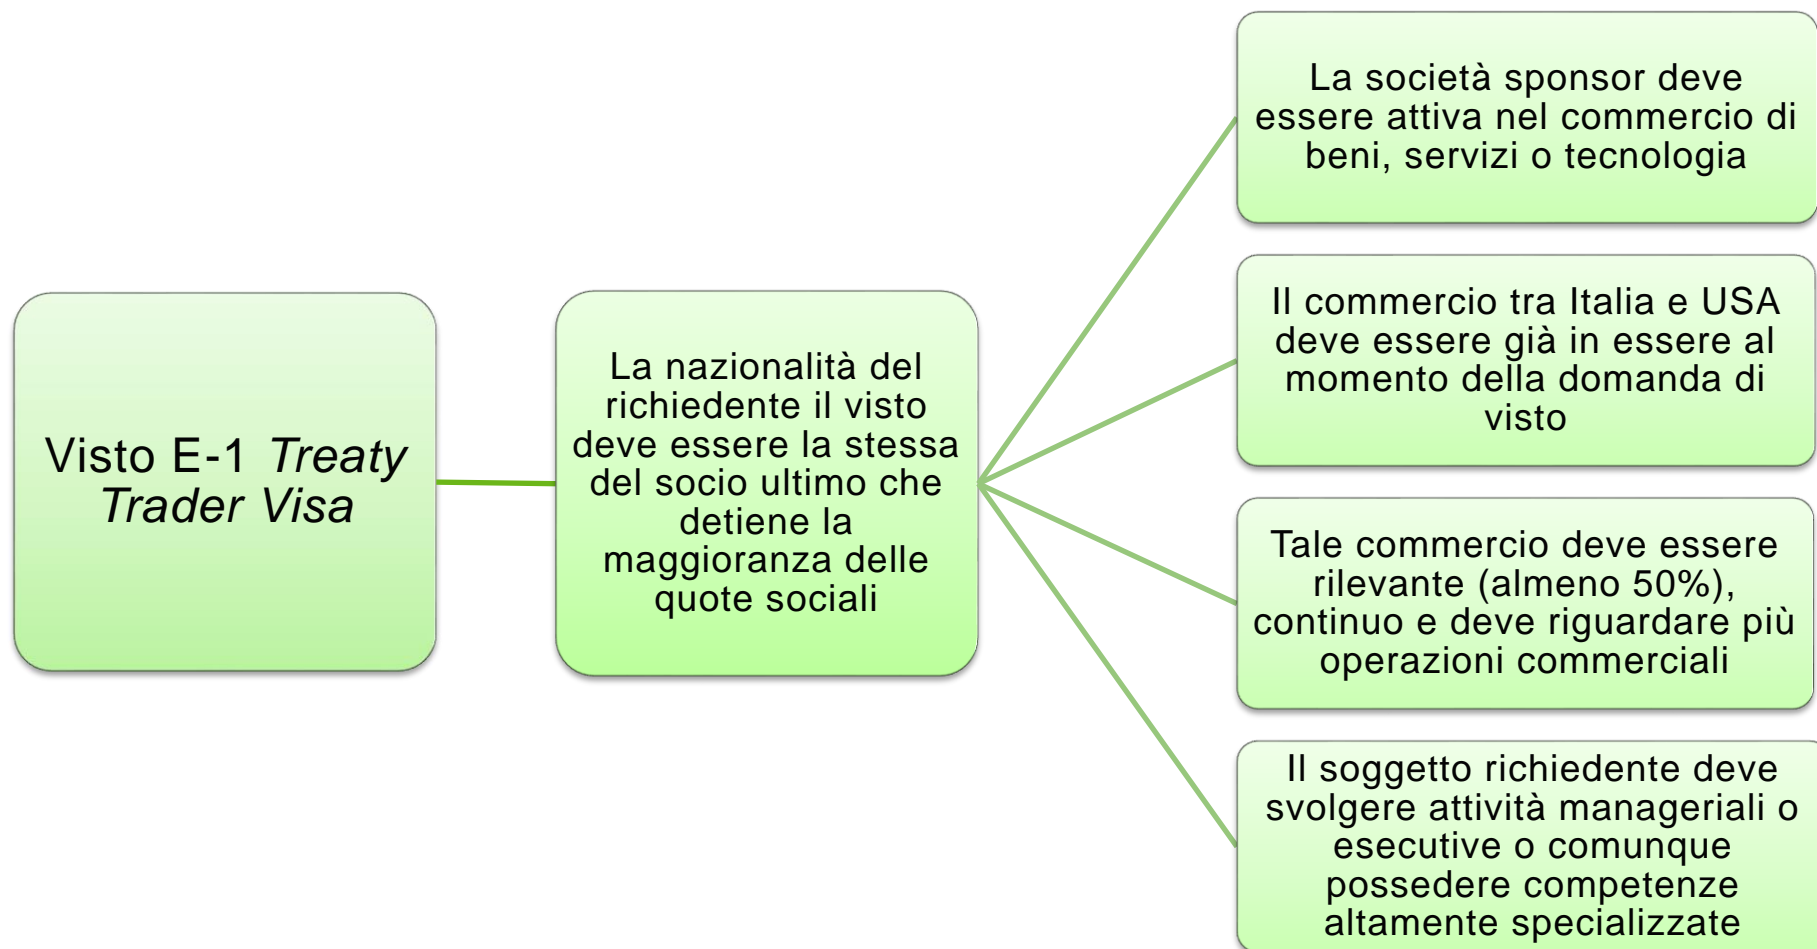 Visto E-1 Treaty
Trader Visa
La nazionalità del
richiedente il visto
deve essere la stessa
del socio ultimo che
detiene la
maggioranza delle
quote sociali
La società sponsor deve
essere attiva nel commercio di
beni, servizi o tecnologia
Il commercio tra Italia e USA
deve essere già in essere al
momento della domanda di
visto
Tale commercio deve essere
rilevante (almeno 50%),
continuo e deve riguardare più
operazioni commerciali
Il soggetto richiedente deve
svolgere attività manageriali o
esecutive o comunque
possedere competenze
altamente specializzate